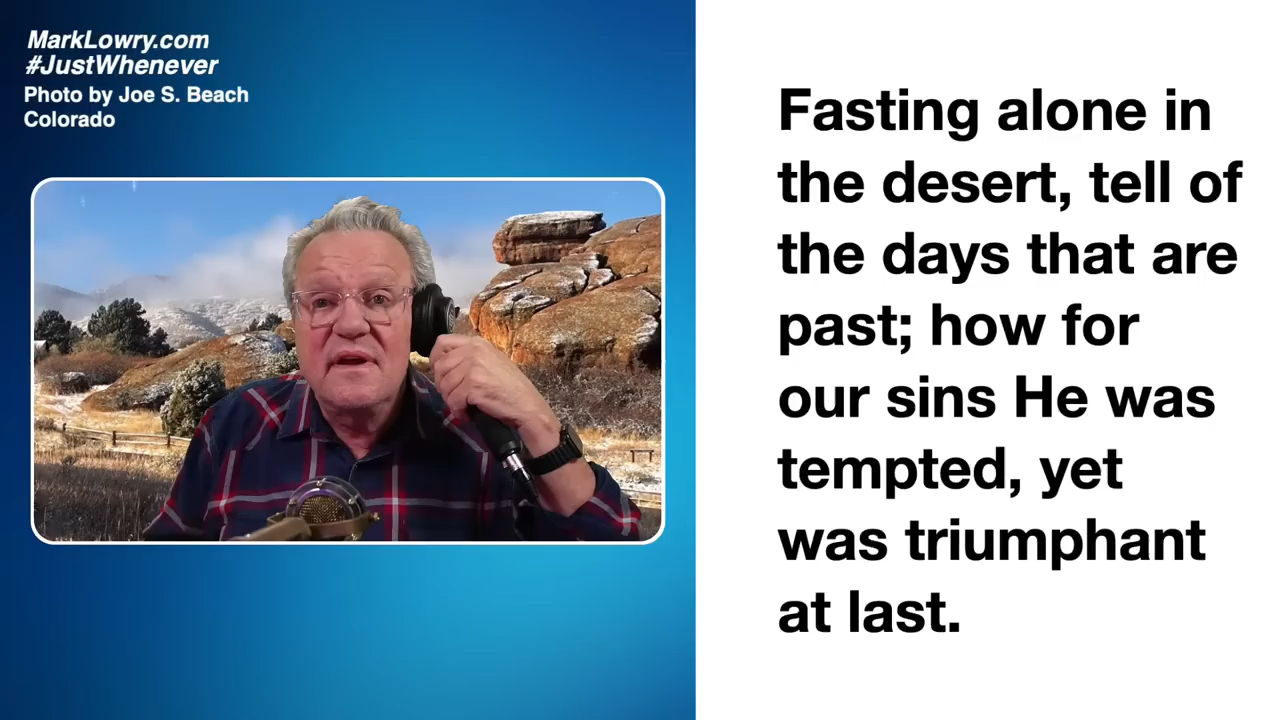 MarkLowry.com
#JustWhenever
Photo by Joe S. Beach
Colorado
Fasting alone in
the desert, tell of
the days that are
past; how for
our sins He was
tempted, yet
was triumphant
at last.